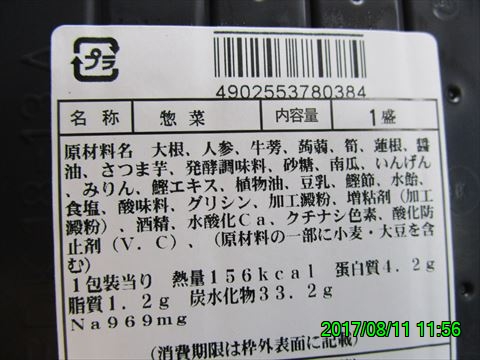 プラ
4902553780384
名称 惣菜 内容量 1盛
原材料名 大根、人参、牛蒡、蒟蒻、筍、蓮根、醤
油、さつま芋、発酵調味料、砂糖、南瓜、いんげん
、みりん、鰹エキス、植物油、豆乳、鰹節、水飴、
食塩、酸味料、グリシン、加工澱粉、増粘剤（加工
澱粉）、酒精、水酸化Ｃａ、クチナシ色素、酸化防
止剤（Ｖ．Ｃ）、（原材料の一部に小麦・大豆を含
む）
1包装当り 熱量１５６ｋｃａｌ 蛋白質４．２ｇ
脂質１．２ｇ 炭水化物３３．２ｇ
Ｎａ９６９ｍｇ
（消費期限は枠外表面に記載）
2017/08/11 11:56